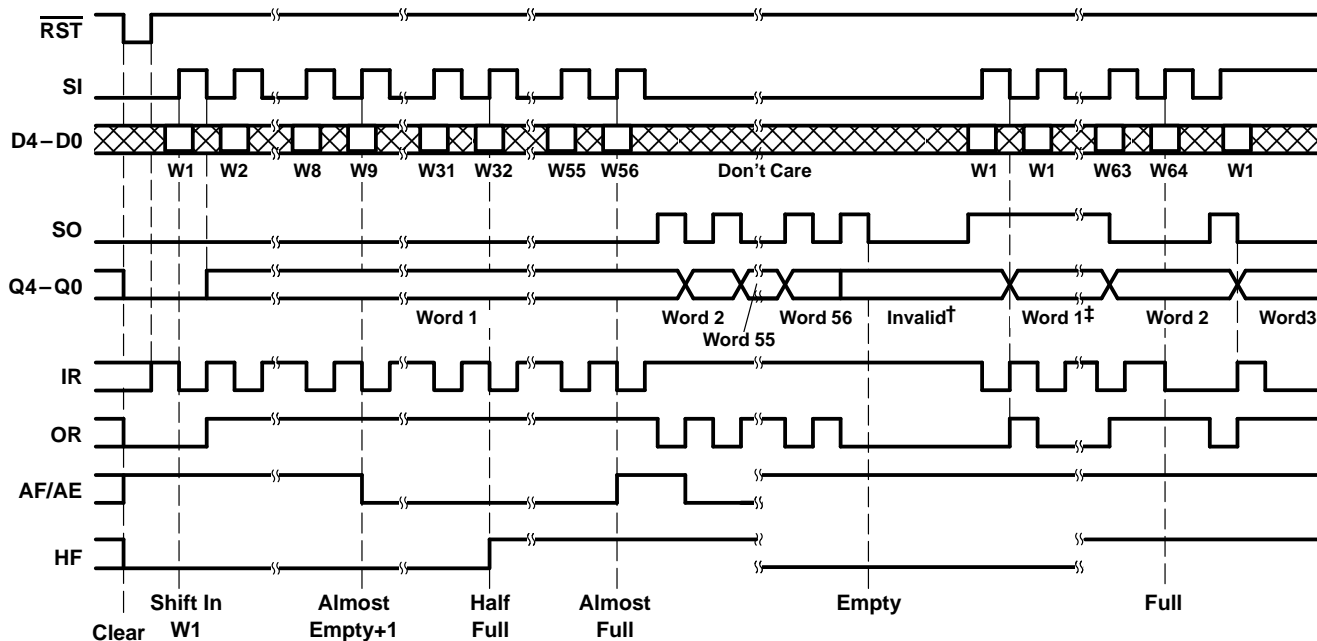 RST
SI
D4–D0
W1 W2 W8 W9 W31 W32 W55 W56 Don't Care W1 W1 W63 W64 W1
SO
Q4–Q0
Word 1 Word 2 Word 55 Word 56 Invalid† Word 1‡ Word 2 Word3
IR
OR
AF/AE
HF
Clear
Shift In
W1
Almost
Empty+1
Half
Full
Almost
Full
Empty
Full